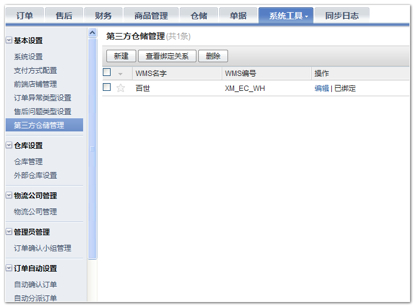 订单 售后 财务 商品管理 仓储 单据 系统工具 同步日志
基本设置
系统设置
支付方式配置
前端店铺管理
订单异常类型设置
售后问题类型设置
第三方仓储管理
仓库设置
仓库管理
外部仓库设置
物流公司管理
物流公司管理
管理员管理
订单确认小组管理
订单自动设置
自动确认订单
自动分派订单
第三方仓储管理(共1条)
新建 查看绑定关系 删除
WMS名字 WMS编号 操作
百世 XM_EC_WH 编辑 | 已绑定